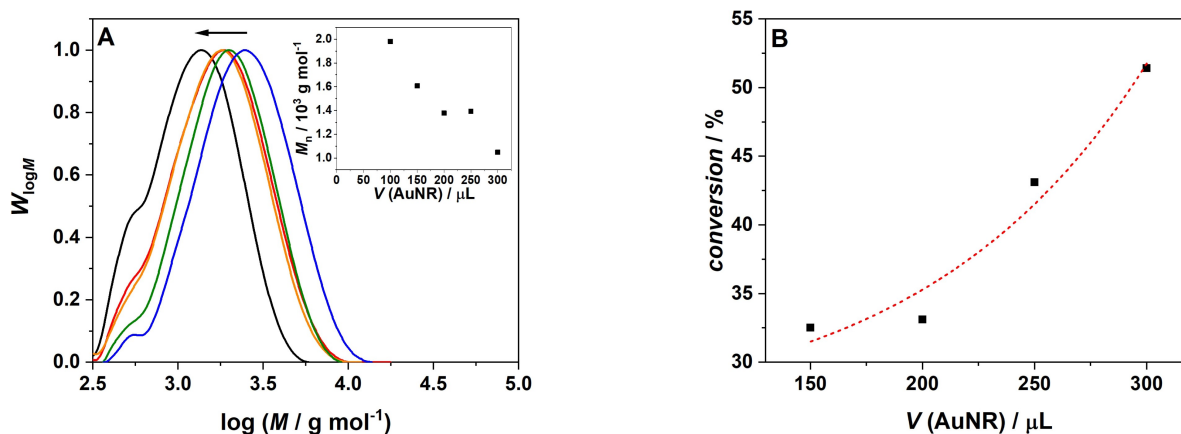 A
1.0
0.8
0.6
0.4
0.2
0.0
W_logM
2.5 3.0 3.5 4.0 4.5 5.0
log (M / g mol⁻¹)
2.0
1.8
1.6
1.4
1.2
1.0
Mₙ / 10³ g mol⁻¹
0 50 100 150 200 250 300
V (AuNR) / μL
B
55
50
45
40
35
30
conversion / %
150 200 250 300
V (AuNR) / μL